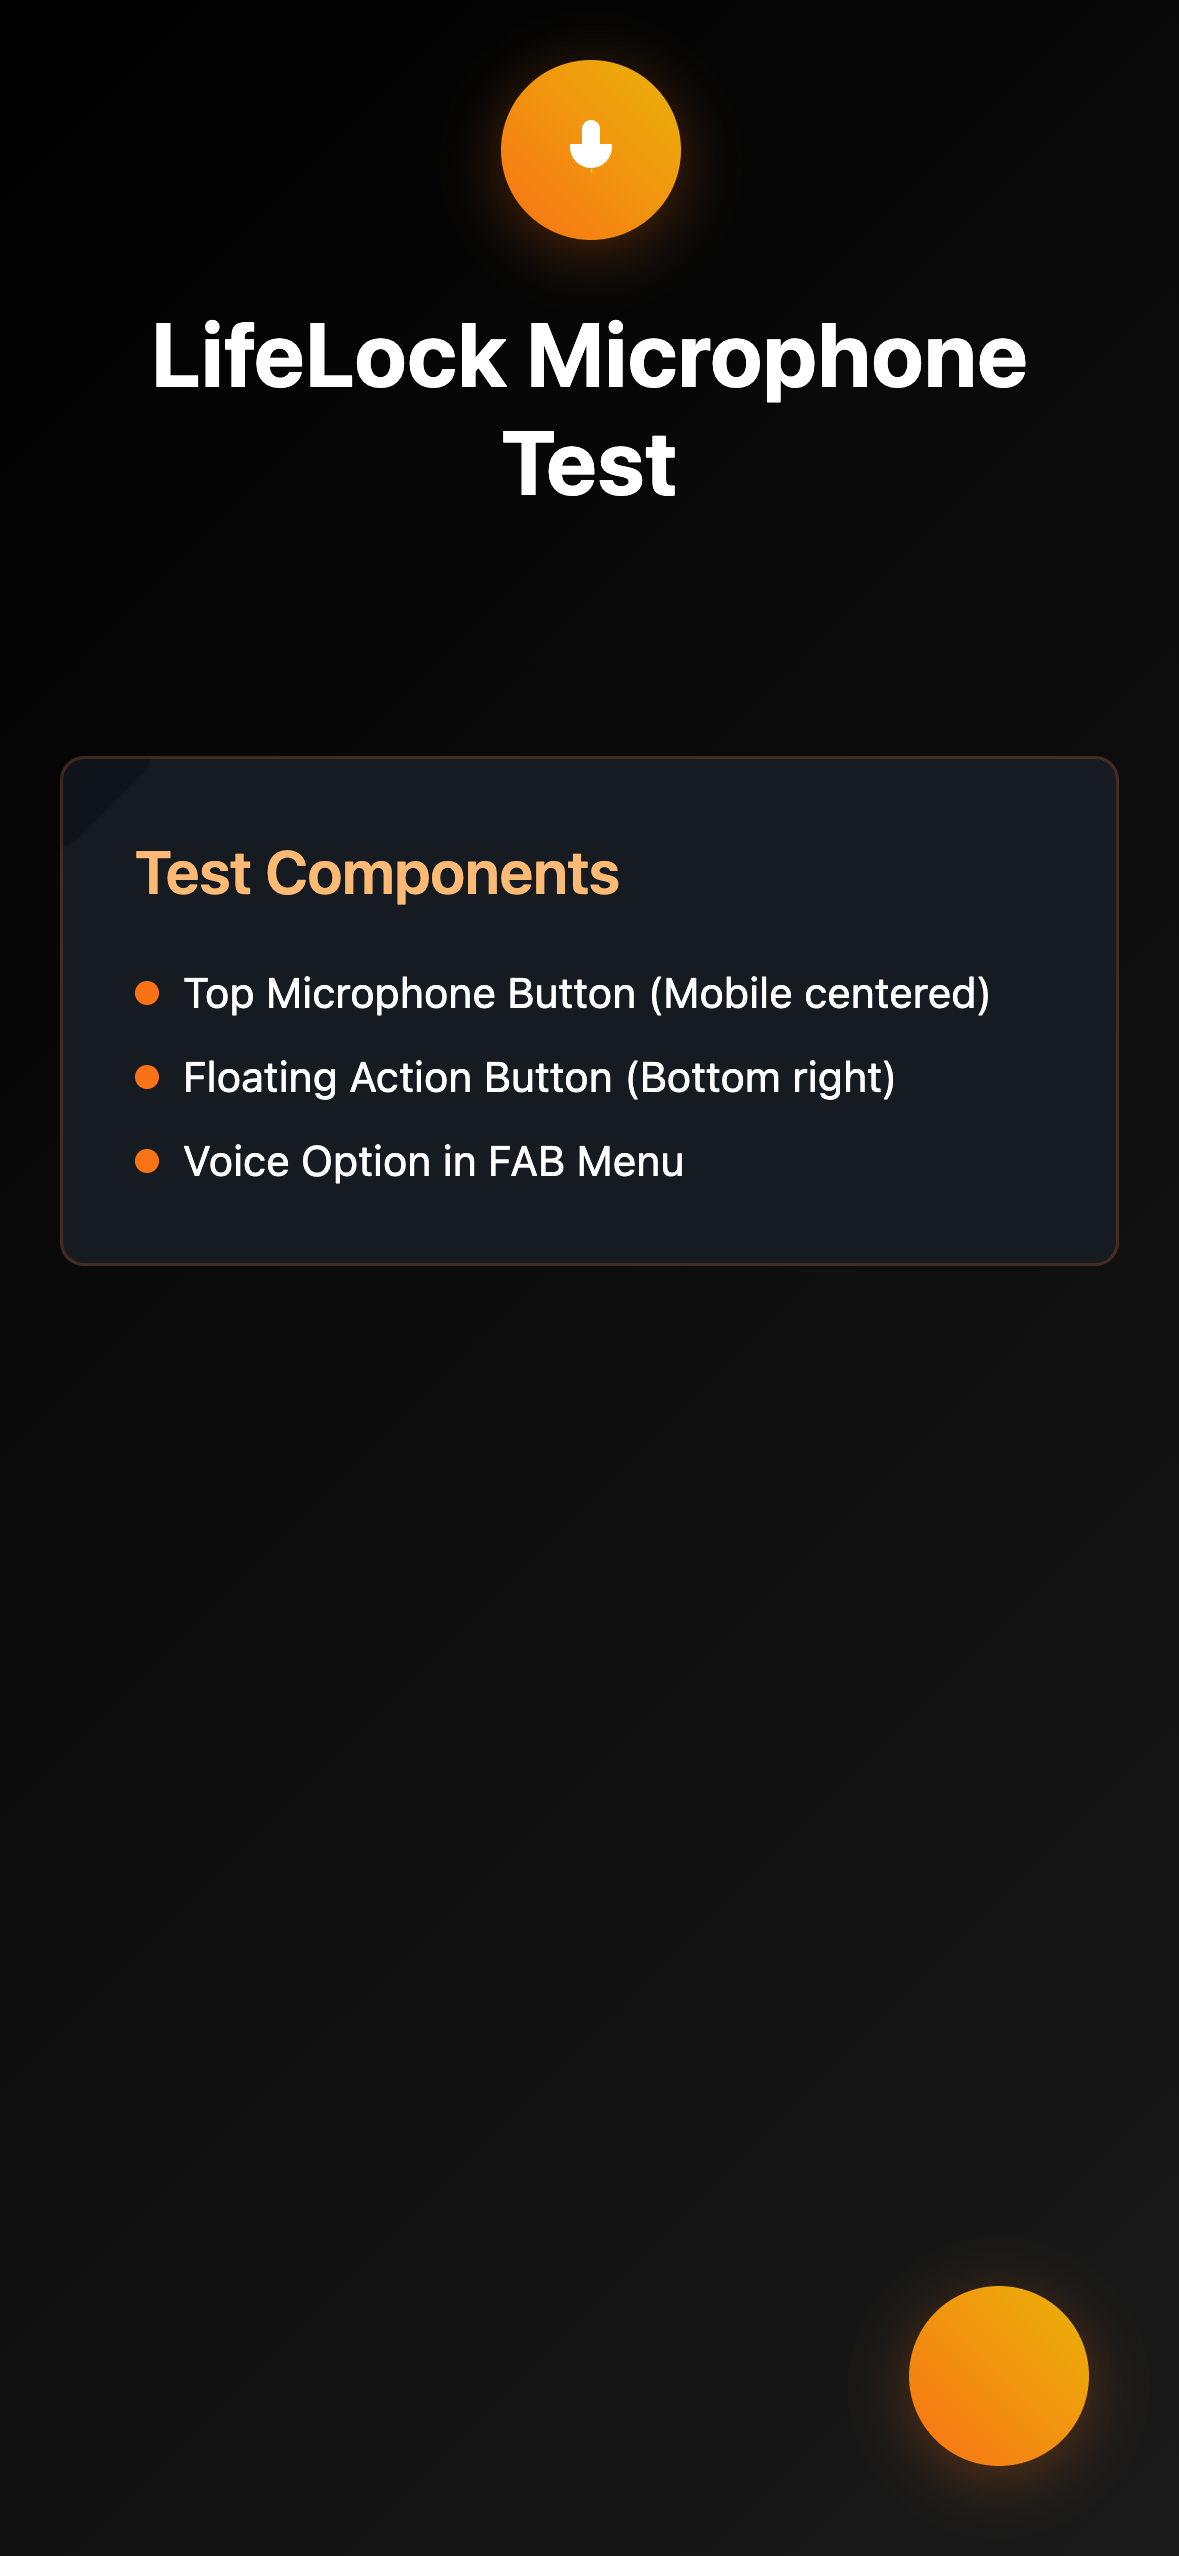 LifeLock Microphone
Test
Test Components
Top Microphone Button (Mobile centered)
Floating Action Button (Bottom right)
Voice Option in FAB Menu